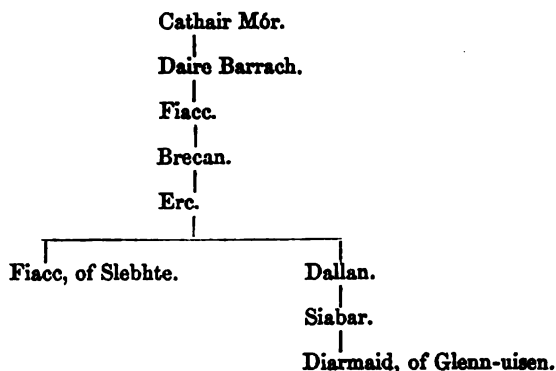 Cathair Mór.
Daire Barrach.
Fiacc.
Brecan.
Erc.
Fiacc, of Slebhte.
Dallan.
Siabar.
Diarmaid, of Glenn-uisen.